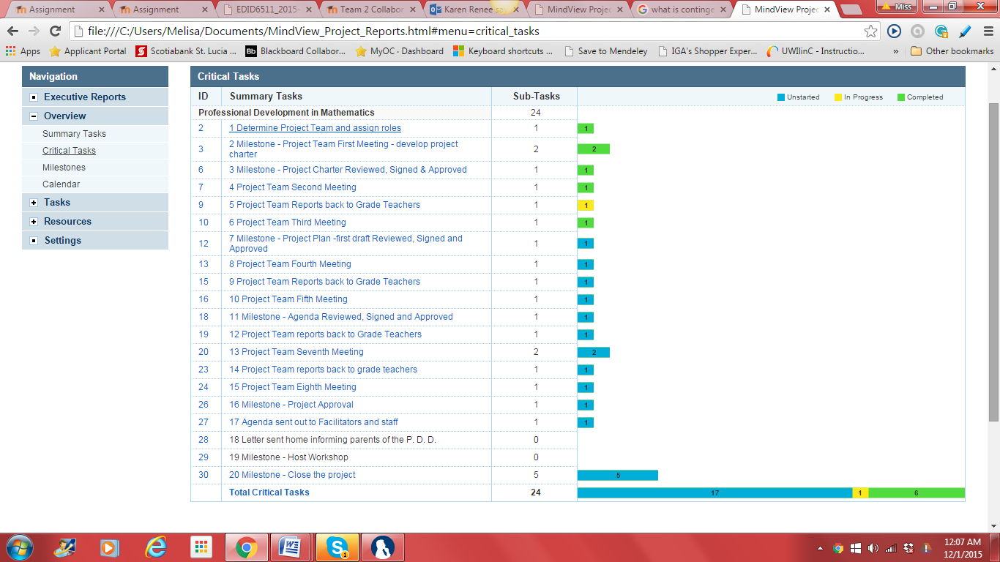 Assignment
Assignment
EDID6511_2015-
Team 2 Collabor
Karen Renee say
MindView Projec
what is continge
MindView Projec
Miss
file:///C:/Users/Melisa/Documents/MindView_Project_Reports.html#menu=critical_tasks
Apps
Applicant Portal
Scotiabank St. Lucia ...
Bb Blackboard Collabor...
MyOC · Dashboard
Keyboard shortcuts ...
Save to Mendeley
IGA's Shopper Exper...
UWIlinC - Instructio...
»
Other bookmarks
Navigation
Executive Reports
Overview
Summary Tasks
Critical Tasks
Milestones
Calendar
Tasks
Resources
Settings
Critical Tasks
ID Summary Tasks Sub-Tasks Unstarted In Progress Completed
Professional Development in Mathematics 24
2 1 Determine Project Team and assign roles 1 1
3 2 Milestone - Project Team First Meeting - develop project
charter 2 2
6 3 Milestone - Project Charter Reviewed, Signed & Approved 1 1
7 4 Project Team Second Meeting 1 1
9 5 Project Team Reports back to Grade Teachers 1 1
10 6 Project Team Third Meeting 1 1
12 7 Milestone - Project Plan -first draft Reviewed, Signed and
Approved 1 1
13 8 Project Team Fourth Meeting 1 1
15 9 Project Team Reports back to Grade Teachers 1 1
16 10 Project Team Fifth Meeting 1 1
18 11 Milestone - Agenda Reviewed, Signed and Approved 1 1
19 12 Project Team reports back to Grade Teachers 1 1
20 13 Project Team Seventh Meeting 2 2
23 14 Project Team reports back to grade teachers 1 1
24 15 Project Team Eighth Meeting 1 1
26 16 Milestone - Project Approval 1 1
27 17 Agenda sent out to Facilitators and staff 1 1
28 18 Letter sent home informing parents of the P. D. D. 0
29 19 Milestone - Host Workshop 0
30 20 Milestone - Close the project 5 5
Total Critical Tasks 24 17 1 6
1
12:07 AM
12/1/2015